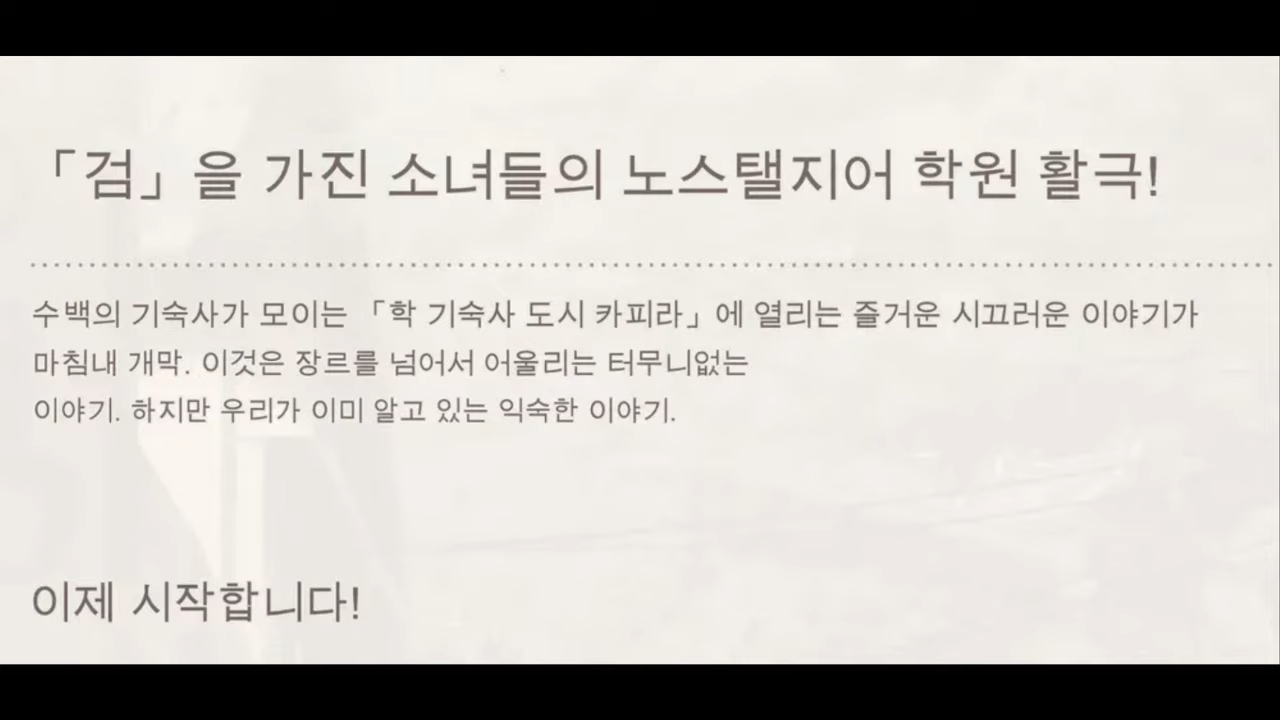 「검」을 가진 소녀들의 노스탤지어 학원 활극!
수백의 기숙사가 모이는 「학 기숙사 도시 카피라」에 열리는 즐거운 시끄러운 이야기가
마침내 개막. 이것은 장르를 넘어서 어울리는 터무니없는
이야기. 하지만 우리가 이미 알고 있는 익숙한 이야기.
이제 시작합니다!